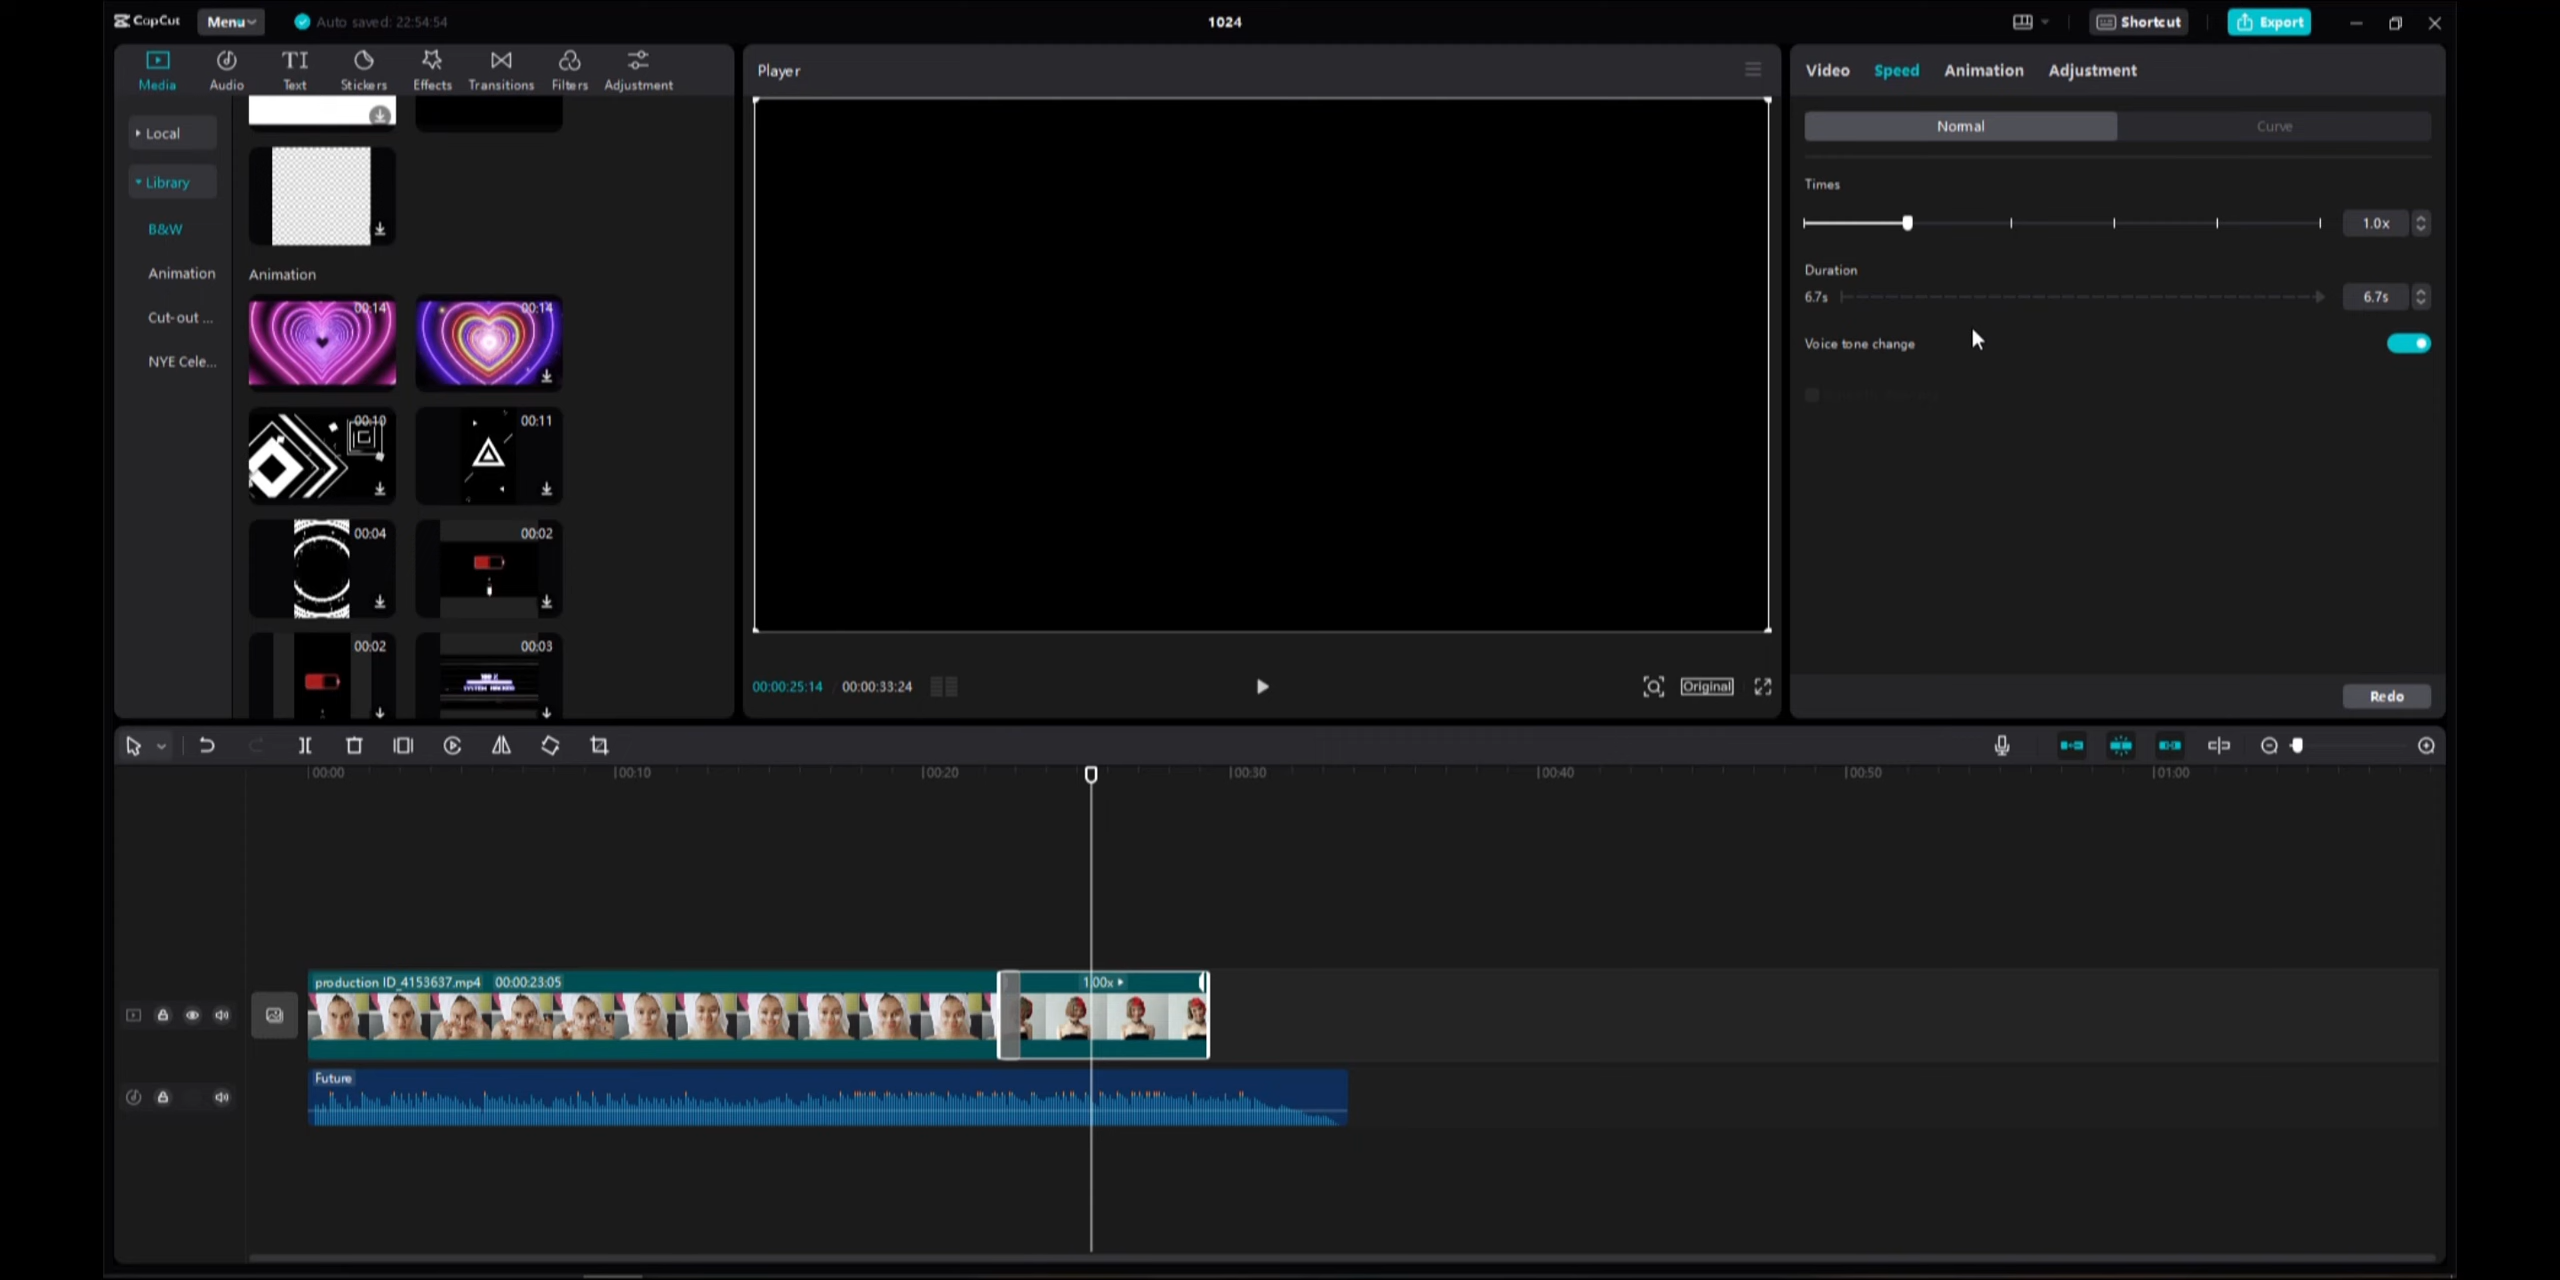 CapCut
Menu
Auto saved: 22:54:54
1024
Shortcut
Export
Media
Audio
Text
Stickers
Effects
Transitions
Filters
Adjustment
Local
Library
B&W
Animation
Cut-out ...
NYE Cele...
Animation
00:14
00:14
00:10
00:11
00:04
00:02
00:02
00:03
Player
00:00:25:14
00:00:33:24
Original
Video
Speed
Animation
Adjustment
Normal
Curve
Times
1.0x
Duration
6.7s
6.7s
Voice tone change
Redo
00:00
00:10
00:20
00:30
00:40
00:50
01:00
production ID_4153637.mp4 00:00:23:05
1.00x
Future